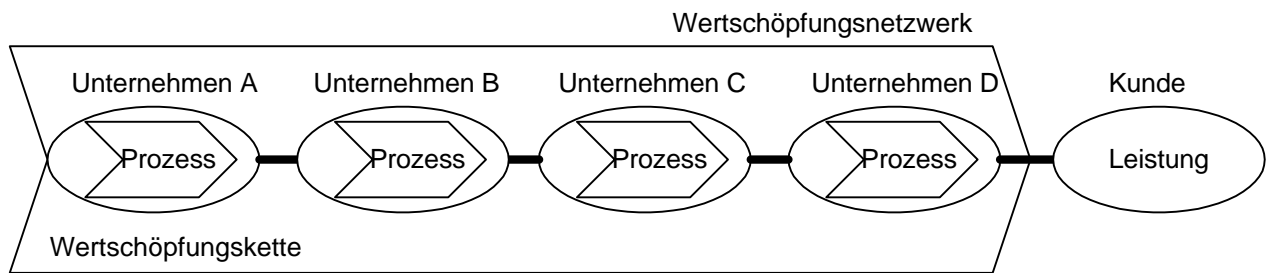 Wertschöpfungsnetzwerk
Unternehmen A Unternehmen B Unternehmen C Unternehmen D Kunde
Prozess Prozess Prozess Prozess Leistung
Wertschöpfungskette